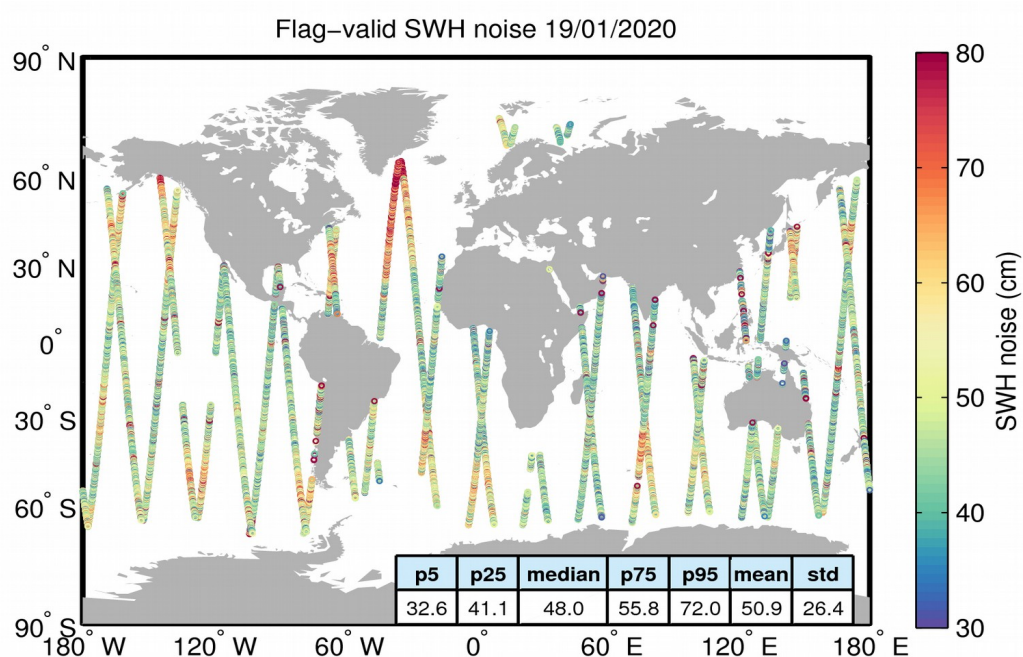 Flag−valid SWH noise 19/01/2020
90° N
60° N
30° N
0°
30° S
60° S
90° S
180° W
120° W
60° W
0°
60° E
120° E
180° E
80
70
60
50
40
30
SWH noise (cm)
p5 p25 median p75 p95 mean std
32.6 41.1 48.0 55.8 72.0 50.9 26.4